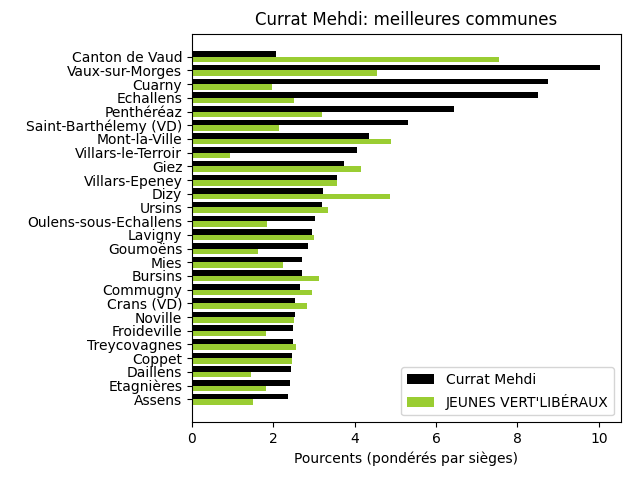 Currat Mehdi: meilleures communes
Canton de Vaud
Vaux-sur-Morges
Cuarny
Echallens
Penthéréaz
Saint-Barthélemy (VD)
Mont-la-Ville
Villars-le-Terroir
Giez
Villars-Epeney
Dizy
Ursins
Oulens-sous-Echallens
Lavigny
Goumoëns
Mies
Bursins
Commugny
Crans (VD)
Noville
Froideville
Treycovagnes
Coppet
Daillens
Etagnières
Assens
Currat Mehdi
JEUNES VERT'LIBÉRAUX
0 2 4 6 8 10
Pourcents (pondérés par sièges)